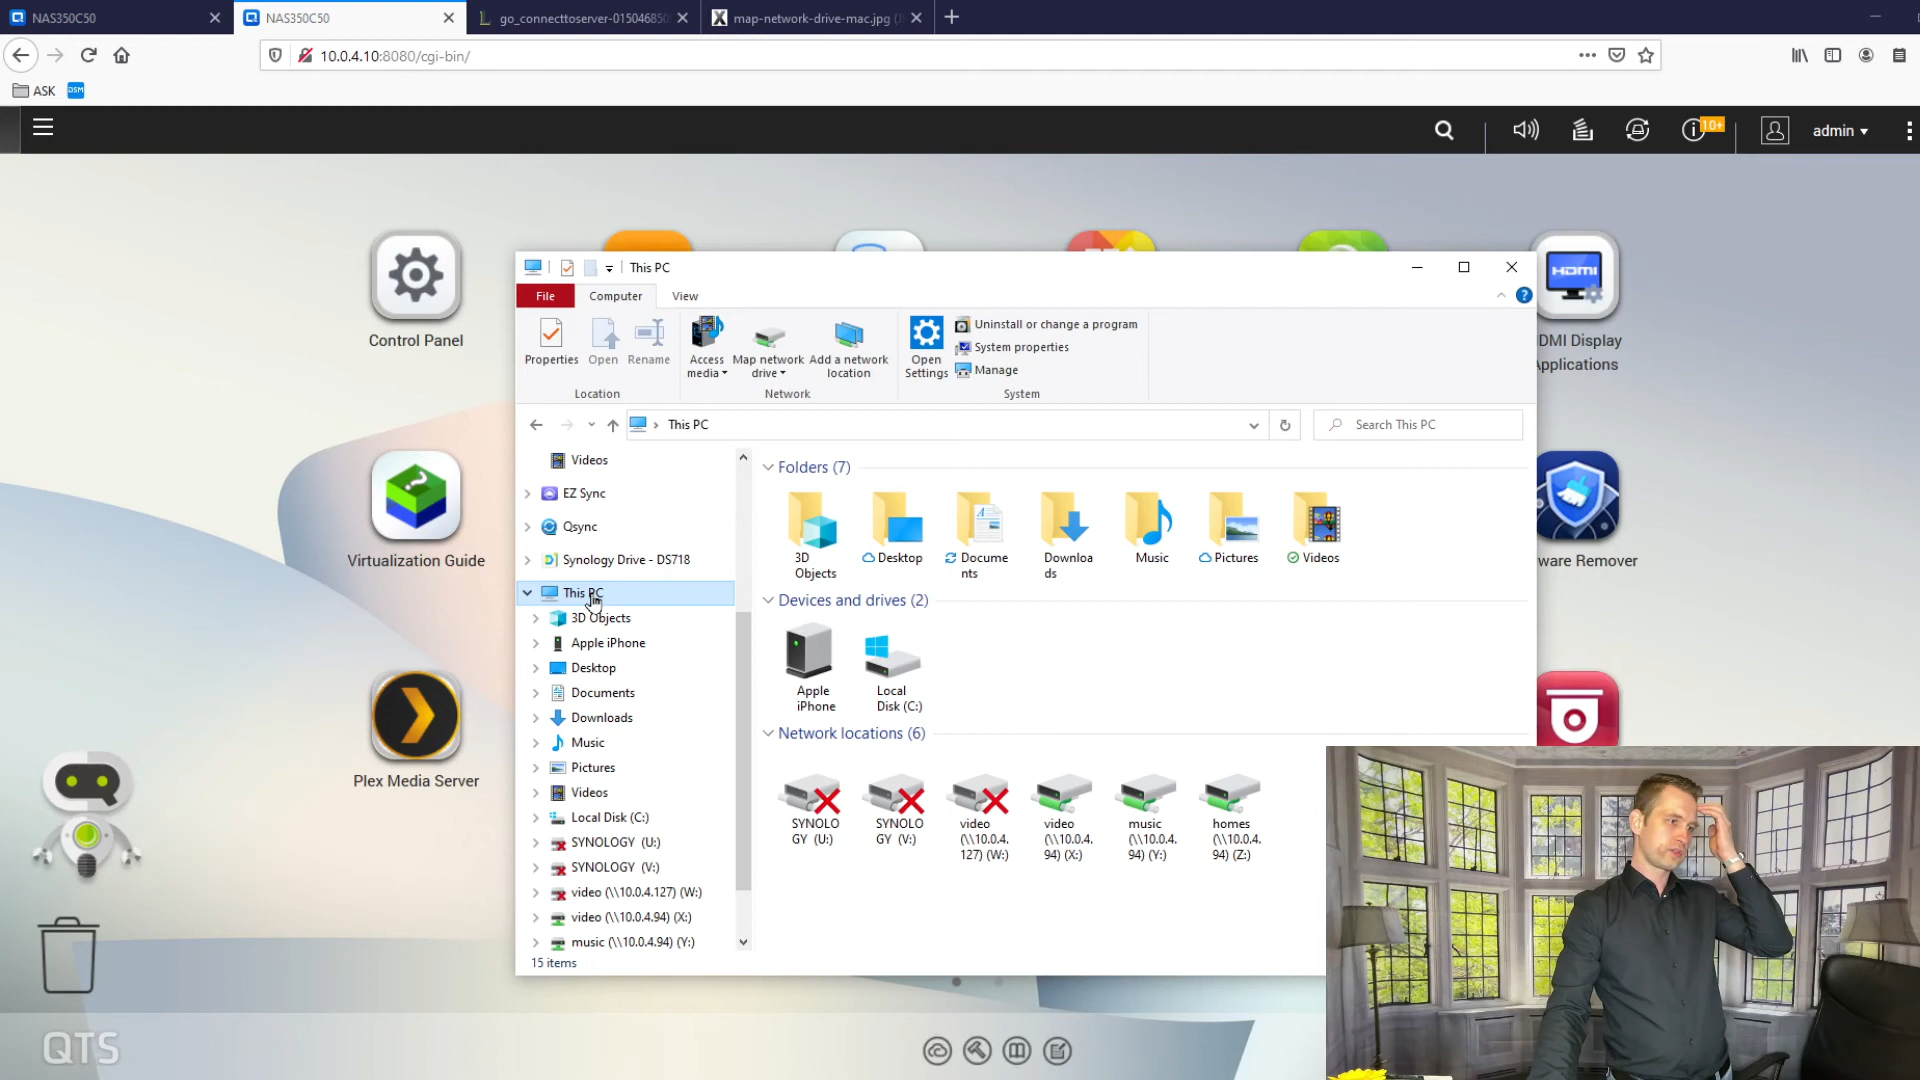 NAS350C50
NAS350C50
go_connecttoserver-01504685
map-network-drive-mac.jpg (J
10.0.4.10:8080/cgi-bin/
ASK
DSM
10+
admin
Control Panel
HDMI
DMI Display
Applications
Virtualization Guide
ware Remover
Plex Media Server
QTS
This PC
File
Computer
View
Properties
Open
Rename
Access media
Map network drive
Add a network location
Open Settings
Uninstall or change a program
System properties
Manage
Location
Network
System
This PC
Search This PC
Videos
EZ Sync
Qsync
Synology Drive - DS718
This PC
3D Objects
Apple iPhone
Desktop
Documents
Downloads
Music
Pictures
Videos
Local Disk (C:)
SYNOLOGY (U:)
SYNOLOGY (V:)
video (\\10.0.4.127) (W:)
video (\\10.0.4.94) (X:)
music (\\10.0.4.94) (Y:)
15 items
Folders (7)
3D Objects
Desktop
Docume
nts
Downloa
ds
Music
Pictures
Videos
Devices and drives (2)
Apple iPhone
Local Disk (C:)
Network locations (6)
SYNOLO
GY (U:)
SYNOLO
GY (V:)
video
(\\10.0.4.
127) (W:)
video
(\\10.0.4.
94) (X:)
music
(\\10.0.4.
94) (Y:)
homes
(\\10.0.4.
94) (Z:)